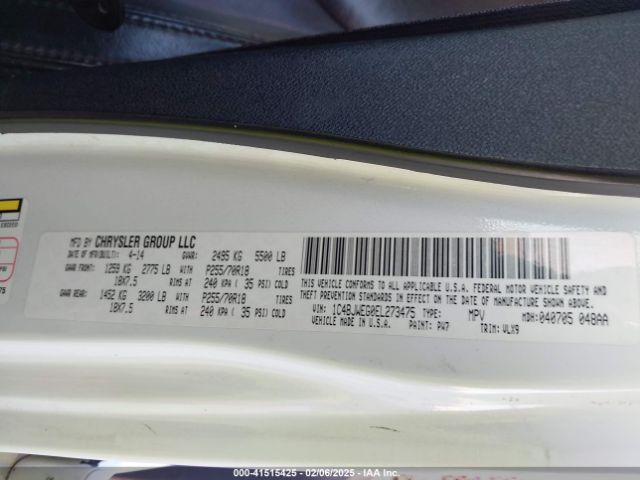 MFD BY CHRYSLER GROUP LLC
DATE OF MFR(BUILT): 4-14 GVWR: 2495 KG 5500 LB
GAWR FRONT: 1259 KG 2775 LB WITH P255/70R18 TIRES
18X7.5 RIMS AT 240 KPA ( 35 PSI) COLD
GAWR REAR: 1452 KG 3200 LB WITH P255/70R18 TIRES
18X7.5 RIMS AT 240 KPA ( 35 PSI) COLD
THIS VEHICLE CONFORMS TO ALL APPLICABLE U.S.A. FEDERAL MOTOR VEHICLE SAFETY AND
THEFT PREVENTION STANDARDS IN EFFECT ON THE DATE OF MANUFACTURE SHOWN ABOVE.
VIN: 1C4BJWEG0EL273475 TYPE: MPV MDH: 040705 048AA
VEHICLE MADE IN U.S.A. PAINT: PW7 TRIM: VLX9
00-41515425 - 02/06/2025 - IAA Inc.